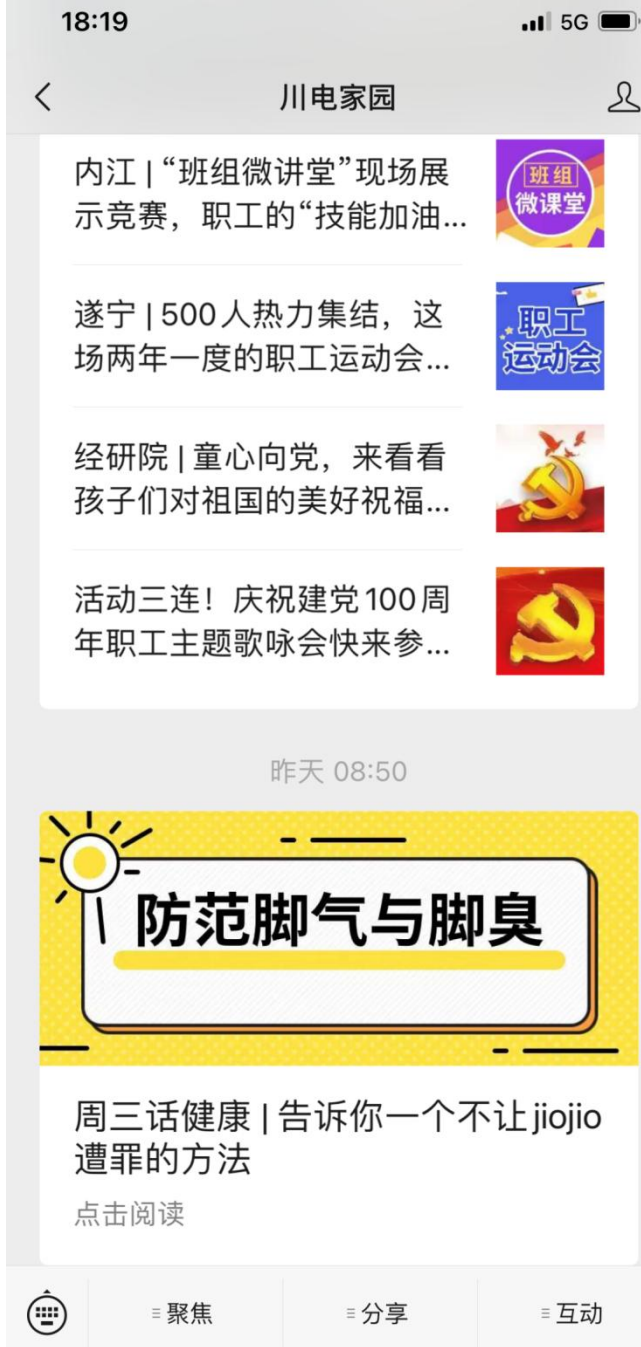 18:19
5G
川电家园
内江 | “班组微讲堂”现场展
示竞赛，职工的“技能加油...
班组
微课堂
遂宁 | 500人热力集结，这
场两年一度的职工运动会...
职工
运动会
经研院 | 童心向党，来看看
孩子们对祖国的美好祝福...
活动三连！庆祝建党100周
年职工主题歌咏会快来参...
昨天 08:50
防范脚气与脚臭
周三话健康 | 告诉你一个不让jiojio
遭罪的方法
点击阅读
聚焦
分享
互动